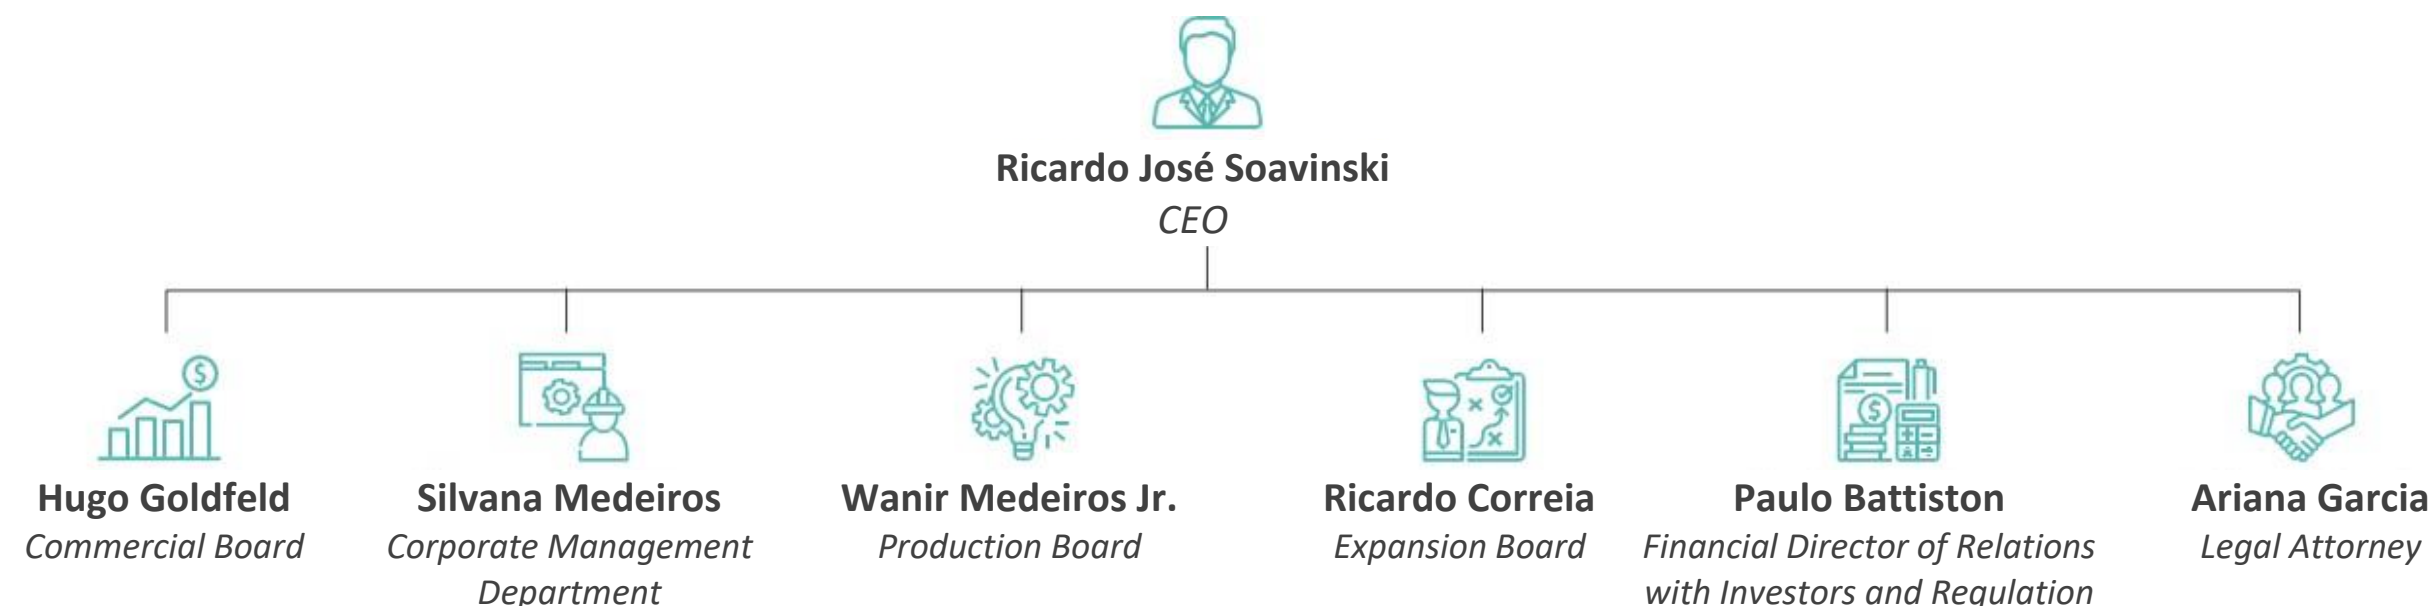 Ricardo José Soavinski
CEO
Hugo Goldfeld
Commercial Board
Silvana Medeiros
Corporate Management
Department
Wanir Medeiros Jr.
Production Board
Ricardo Correia
Expansion Board
Paulo Battiston
Financial Director of Relations
with Investors and Regulation
Ariana Garcia
Legal Attorney